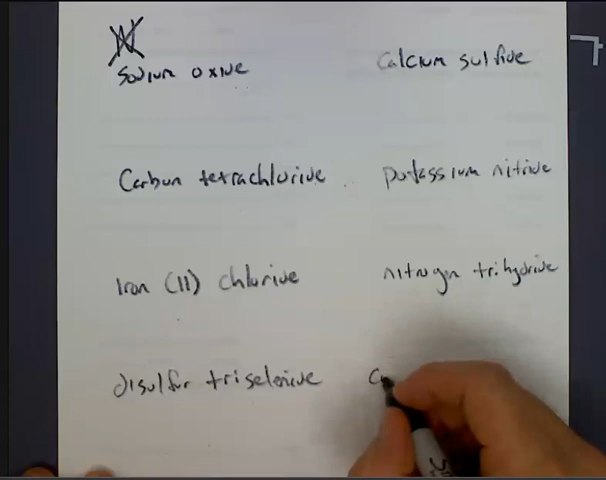 N
Sodium oxide
Calcium sulfide
Carbon tetrachloride
potassium nitride
Iron (II) chloride
nitrogen trihydride
disulfur triselenide